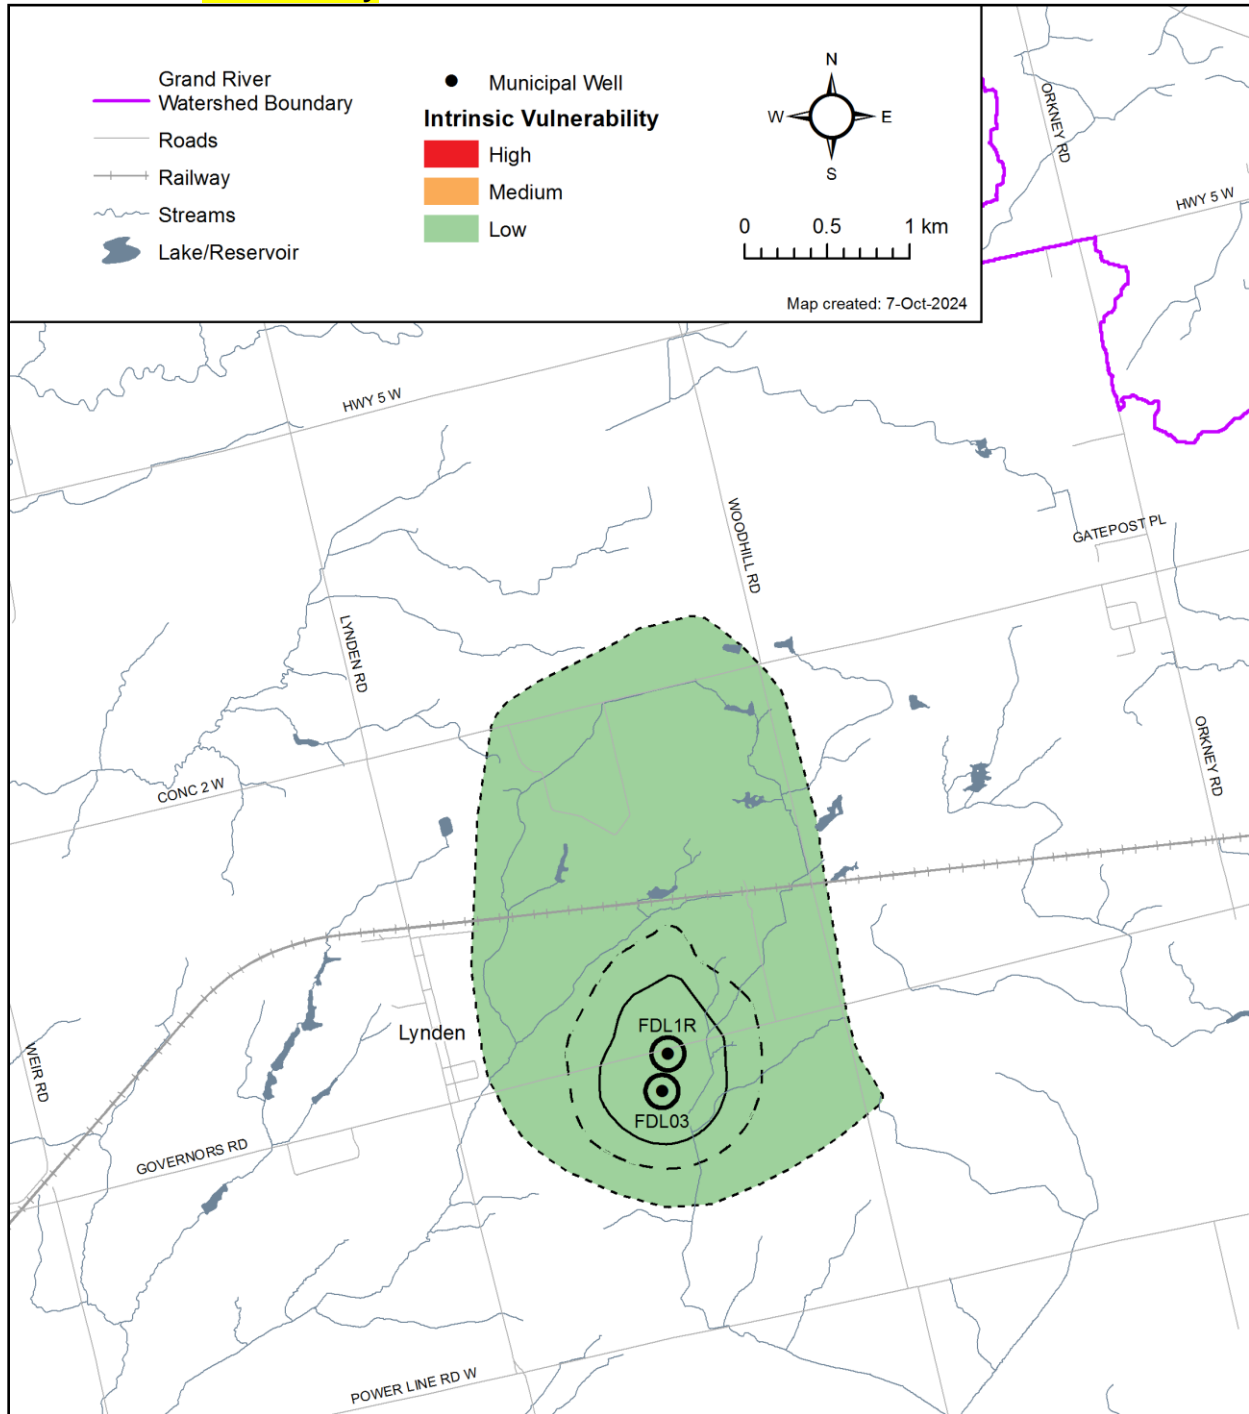 Grand River
Watershed Boundary
Roads
Railway
Streams
Lake/Reservoir
Municipal Well
Intrinsic Vulnerability
High
Medium
Low
N
W E
S
0 0.5 1 km
Map created: 7-Oct-2024
ORKNEY RD
HWY 5 W
HWY 5 W
WOODHILL RD
GATEPOST PL
LYNDEN RD
ORKNEY RD
CONC 2 W
Lynden
FDL1R
FDL03
WEIR RD
GOVERNORS RD
POWER LINE RD W